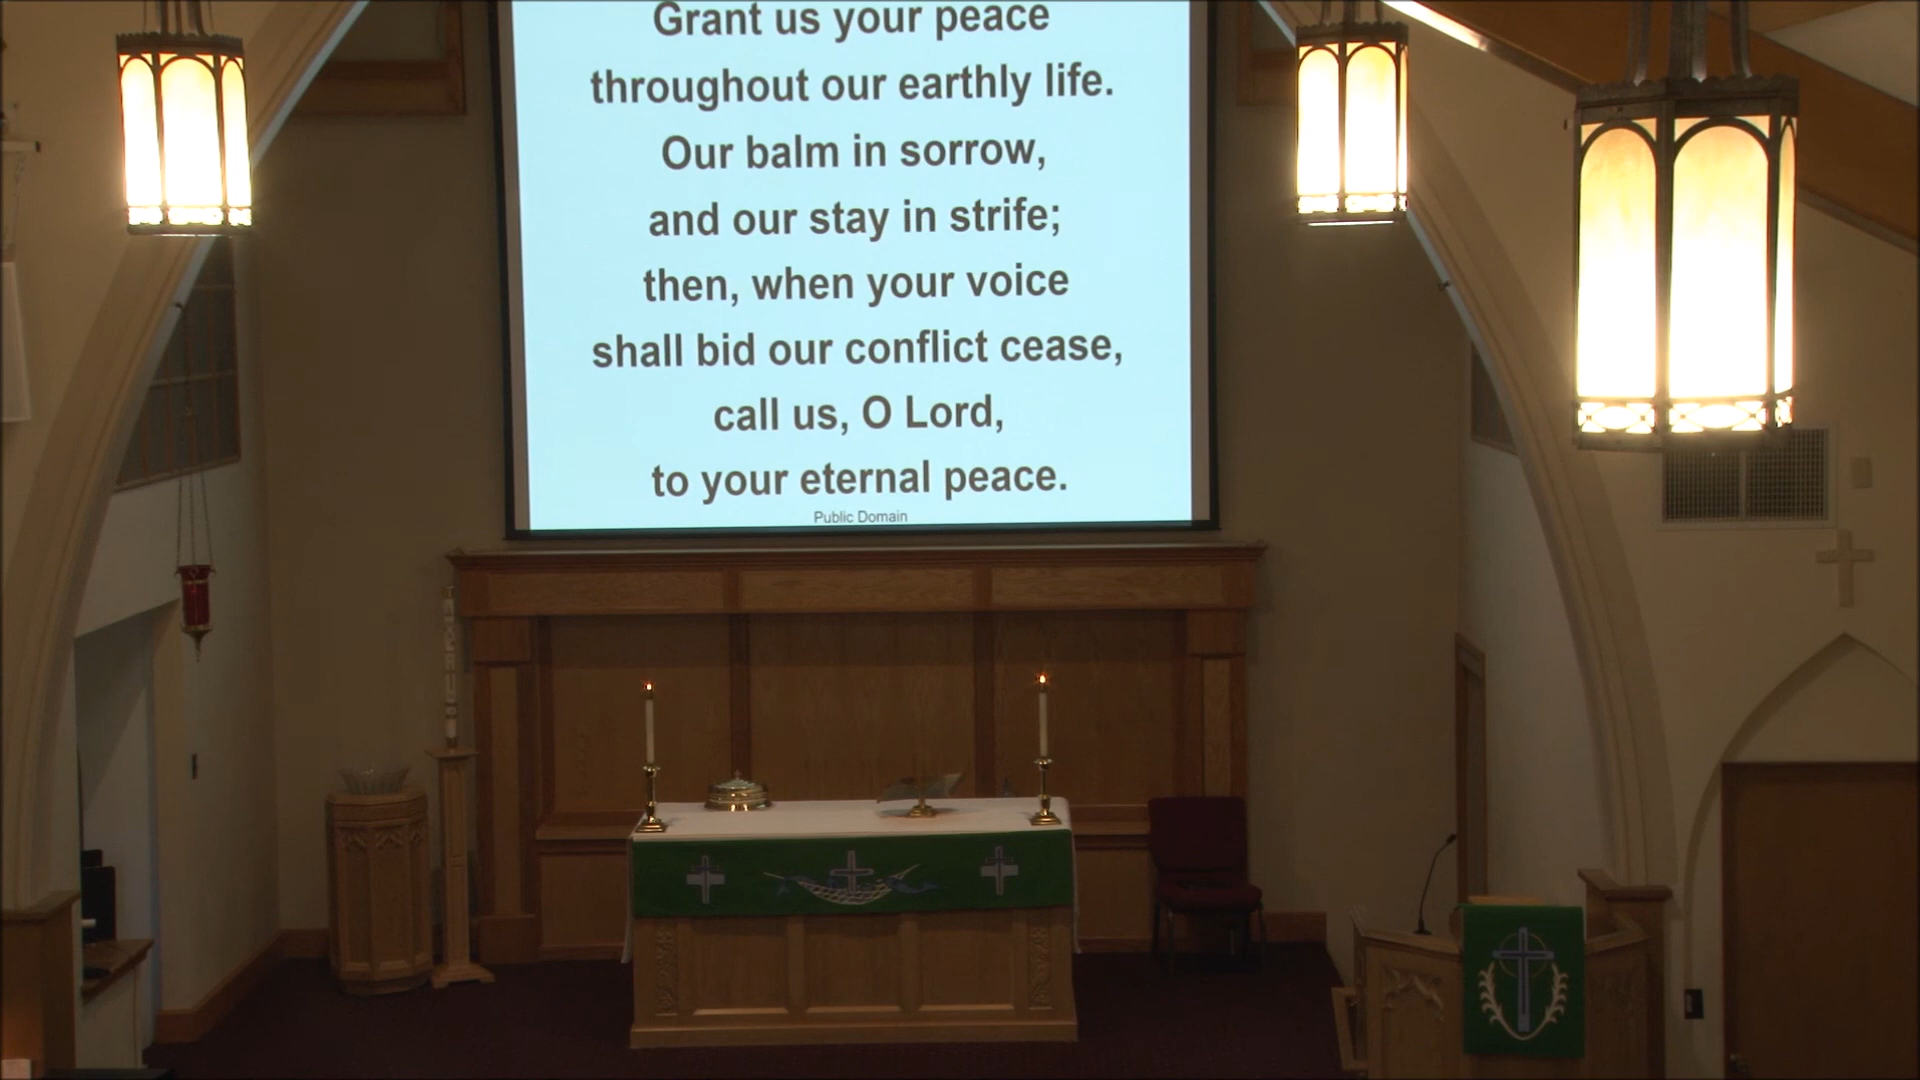 Grant us your peace
throughout our earthly life.
Our balm in sorrow,
and our stay in strife;
then, when your voice
shall bid our conflict cease,
call us, O Lord,
to your eternal peace.
Public Domain